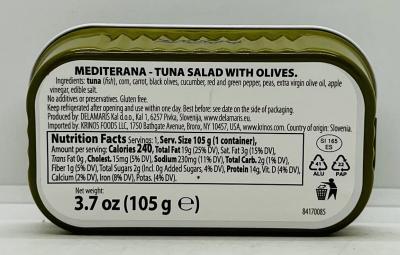 MEDITERANA - TUNA SALAD WITH OLIVES.
Ingredients: tuna (fish), corn, carrot, black olives, cucumber, red and green pepper, peas, extra virgin olive oil, apple
vinegar, edible salt.
No additives or preservatives. Gluten free.
Keep refrigerated after opening and use within one day. Best before: see date on the side of packaging.
Produced by: DELAMARIS Kal d.o.o., Kal 1, 6257 Pivka, Slovenia, www.delamaris.eu.
Imported by: KRINOS FOODS LLC, 1750 Bathgate Avenue, Bronx, NY 10457, USA, www.krinos.com. Country of origin: Slovenia.
Nutrition Facts Servings: 1, Serv. Size 105 g (1 container),
Amount per serving: Calories 240, Total Fat 19g (25% DV), Sat. Fat 3g (15% DV),
Trans Fat 0g, Cholest. 15mg (5% DV), Sodium 230mg (11% DV), Total Carb. 2g (1% DV),
Fiber 1g (5% DV), Total Sugars 2g (Incl. 0g Added Sugars, 4% DV), Protein 14g, Vit. D (4% DV),
Calcium (2% DV), Iron (8% DV), Potas. (4% DV).
SI 165
ES
41
ALU
22
PAP
Net weight:
3.7 oz (105 g) ℮
84170085